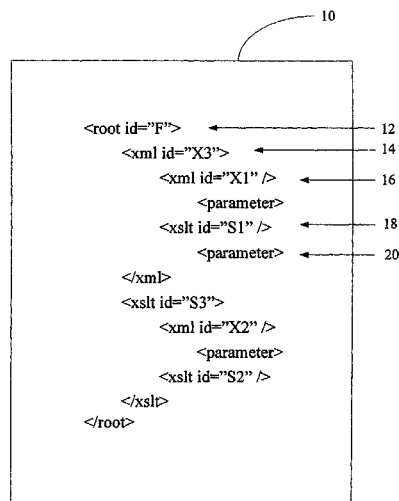 10
<root id="F"> 12
<xml id="X3"> 14
<xml id="X1" /> 16
<parameter>
<xslt id="S1" /> 18
<parameter> 20
</xml>
<xslt id="S3">
<xml id="X2" />
<parameter>
<xslt id="S2" />
</xslt>
</root>